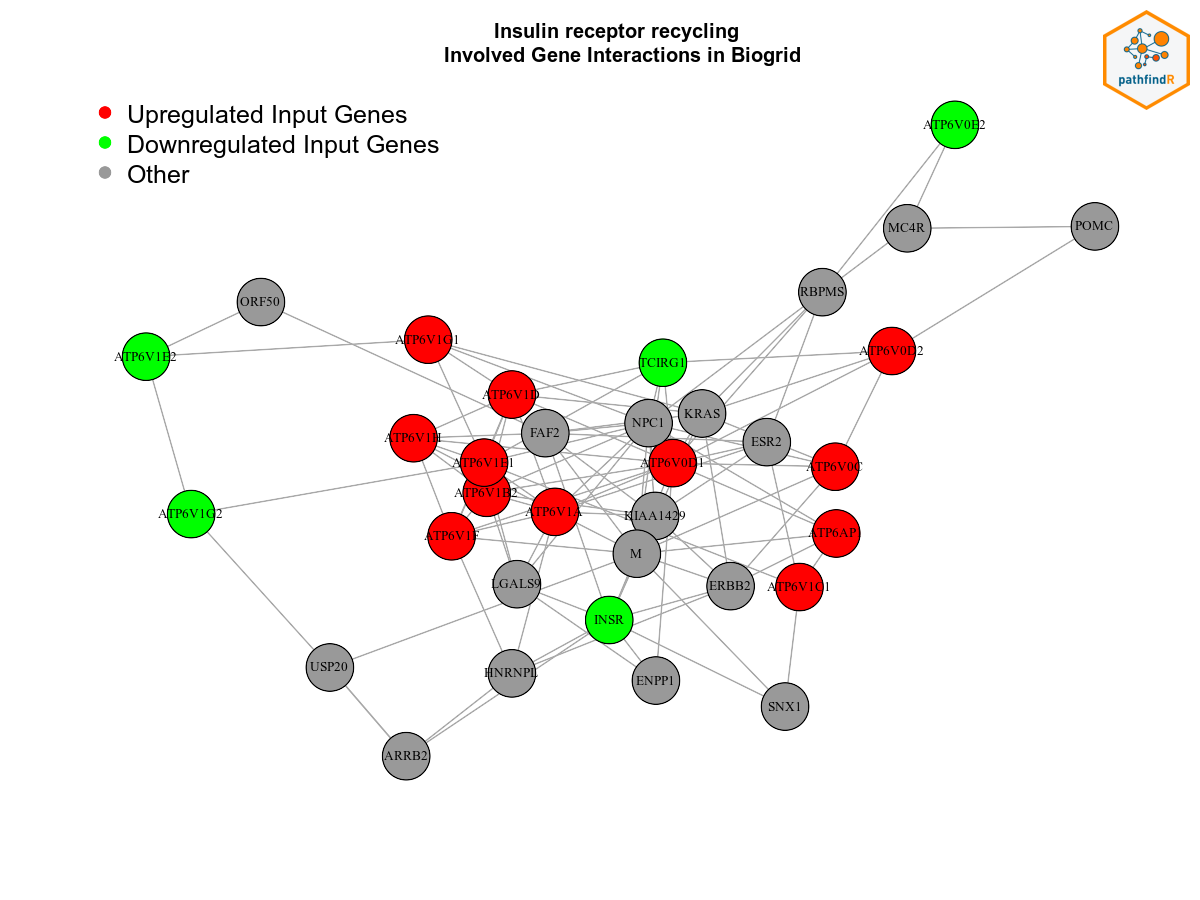 Insulin receptor recycling
Involved Gene Interactions in Biogrid
pathfindR
Upregulated Input Genes
Downregulated Input Genes
Other
ATP6V0E2
MC4R
POMC
RBPMS
ORF50
ATP6V1G1
ATP6V1E2
TCIRG1
ATP6V0D2
ATP6V1D
KRAS
NPC1
FAF2
ATP6V1H
ESR2
ATP6V1E1
ATP6V0D1
ATP6V0C
ATP6V1B2
ATP6V1G2
ATP6V1A
KIAA1429
ATP6V1F
ATP6AP1
M
LGALS9
ERBB2
ATP6V1C1
INSR
USP20
HNRNPL
ENPP1
SNX1
ARRB2